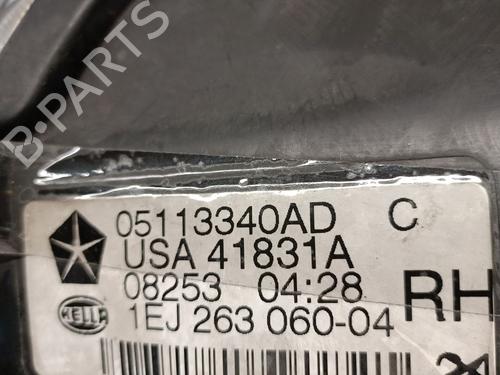 B-PARTS
05113340AD C
USA 41831A
08253 04:28 RH
HELLA 1EJ 263 060-04